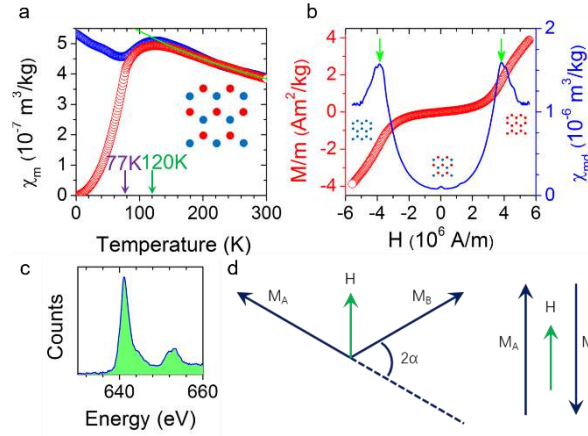 a
5
4
3
2
1
0
χm (10⁻⁷ m³/kg)
77K
120K
0 100 200 300
Temperature (K)
b
4
2
0
-2
-4
M/m (Am²/kg)
2
1
0
χmd (10⁻⁶ m³/kg)
-6 -4 -2 0 2 4 6
H (10⁶ A/m)
c
Counts
640 660
Energy (eV)
d
MA
H
MB
2α
MA
H
M